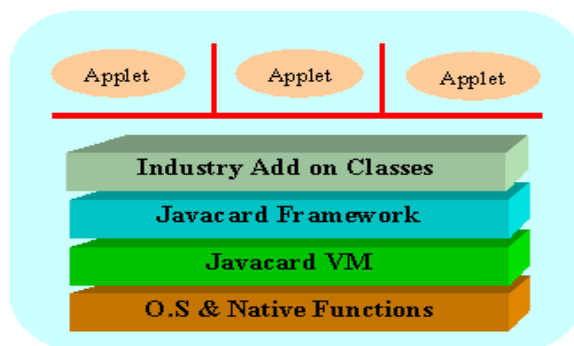 Applet Applet Applet
Industry Add on Classes
Javacard Framework
Javacard VM
O.S & Native Functions